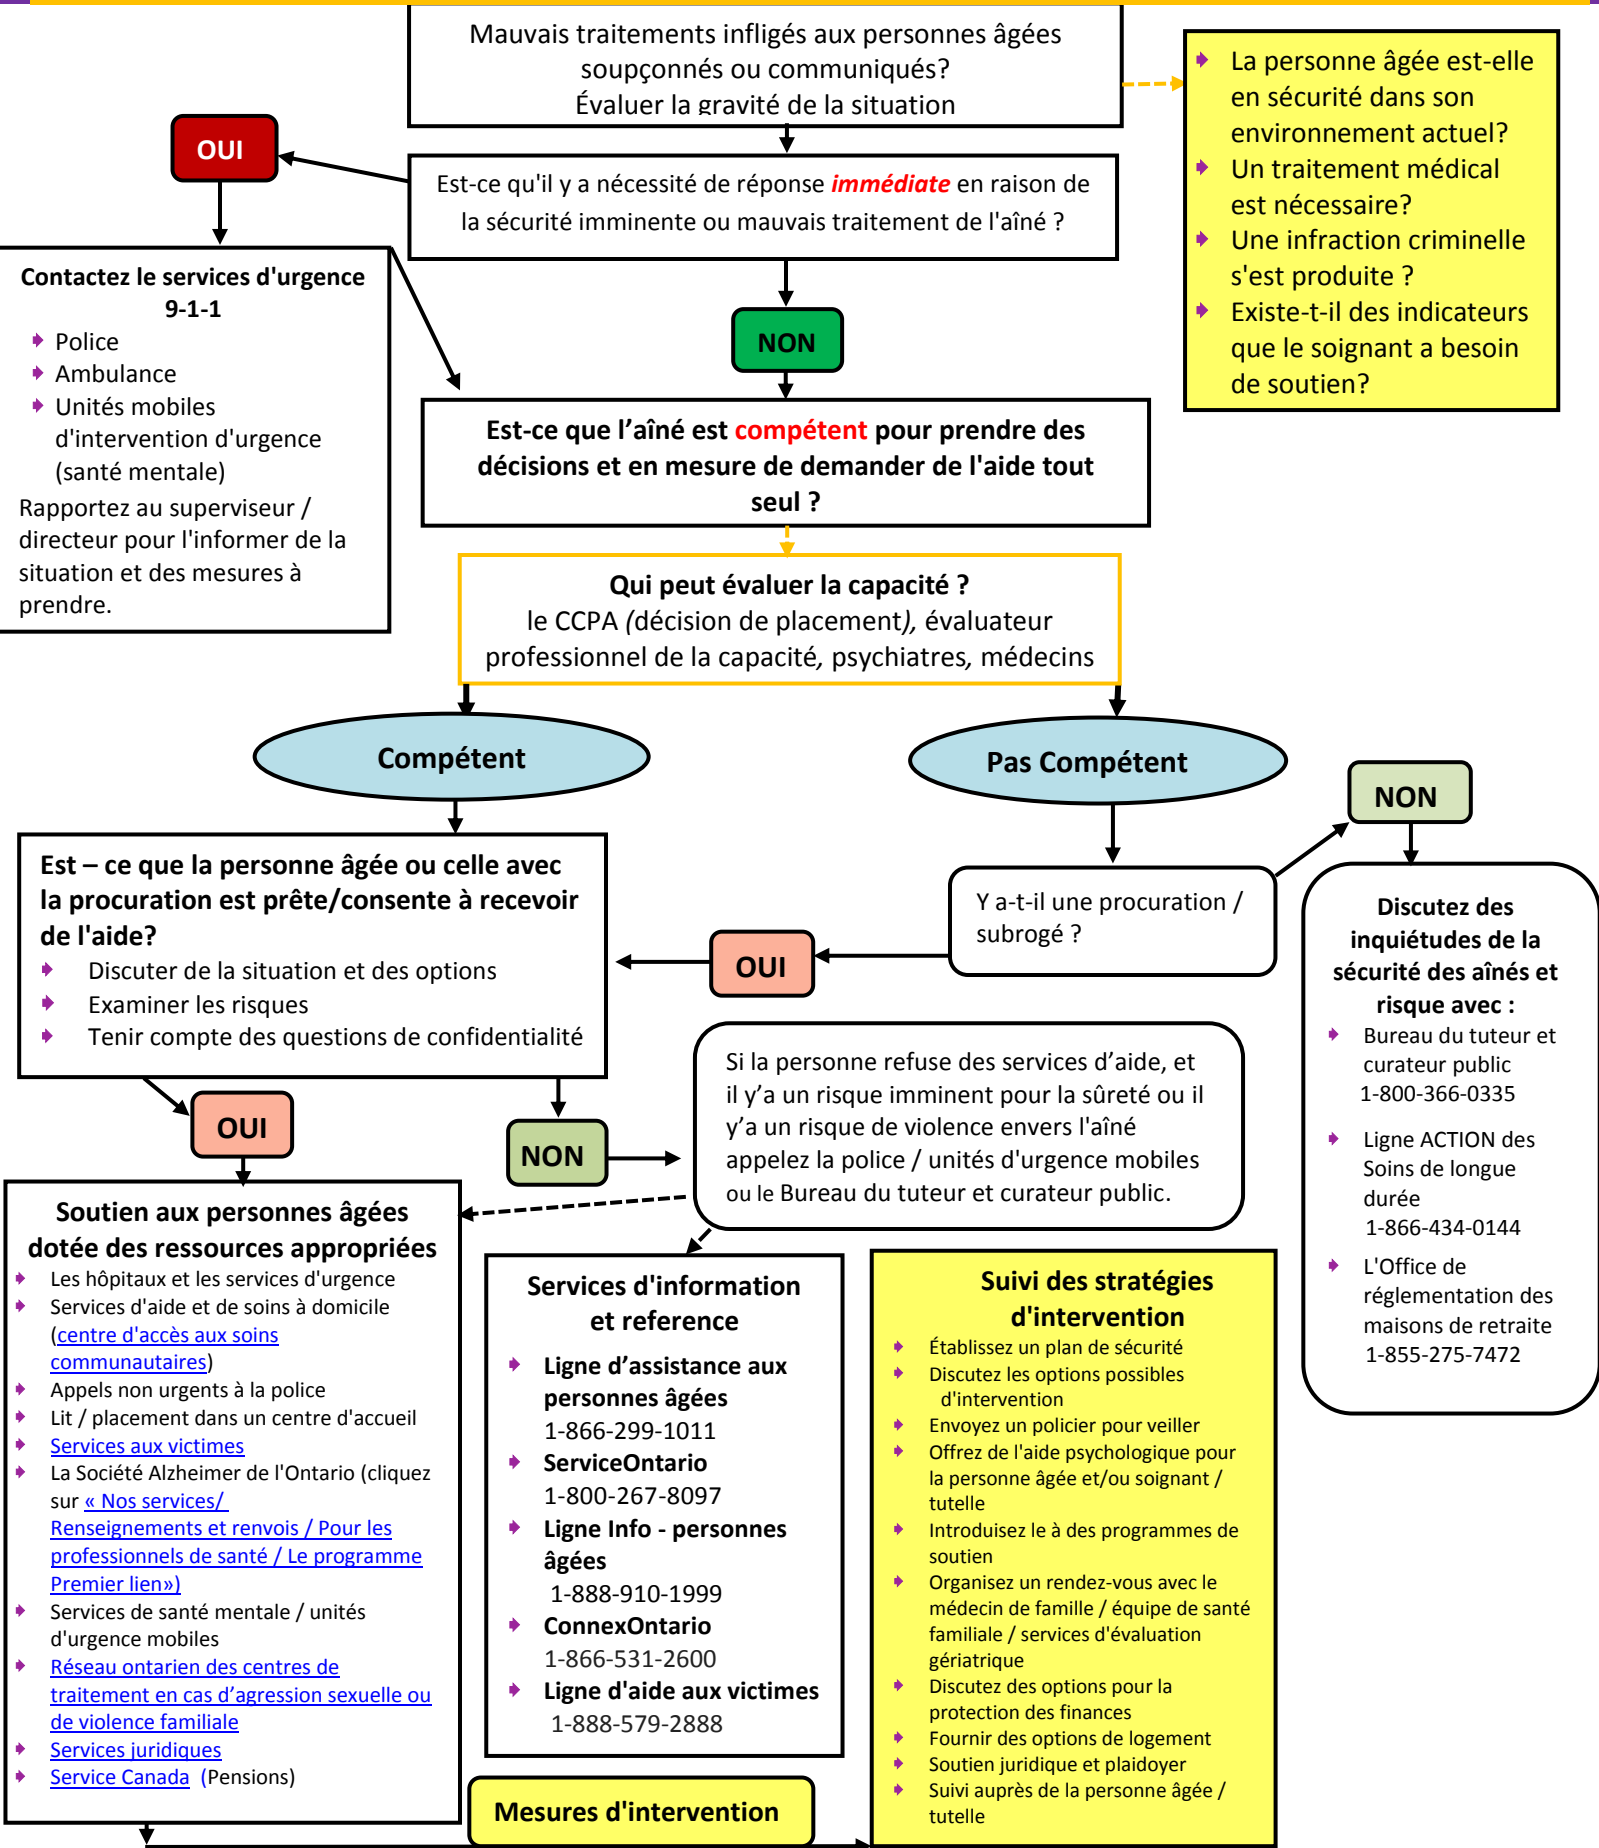 Mauvais traitements infligés aux personnes âgées
soupçonnés ou communiqués?
Évaluer la gravité de la situation
La personne âgée est-elle
en sécurité dans son
environnement actuel?
Un traitement médical
est nécessaire?
Une infraction criminelle
s'est produite ?
Existe-t-il des indicateurs
que le soignant a besoin
de soutien?
OUI
Est-ce qu'il y a nécessité de réponse immédiate en raison de
la sécurité imminente ou mauvais traitement de l'aîné ?
Contactez le services d'urgence
9-1-1
Police
Ambulance
Unités mobiles
d'intervention d'urgence
(santé mentale)
Rapportez au superviseur /
directeur pour l'informer de la
situation et des mesures à
prendre.
NON
Est-ce que l’aîné est compétent pour prendre des
décisions et en mesure de demander de l'aide tout
seul ?
Qui peut évaluer la capacité ?
le CCPA (décision de placement), évaluateur
professionnel de la capacité, psychiatres, médecins
Compétent
Pas Compétent
NON
Est – ce que la personne âgée ou celle avec
la procuration est prête/consente à recevoir
de l'aide?
Discuter de la situation et des options
Examiner les risques
Tenir compte des questions de confidentialité
OUI
Y a-t-il une procuration /
subrogé ?
Discutez des
inquiétudes de la
sécurité des aînés et
risque avec :
Bureau du tuteur et
curateur public
1-800-366-0335
Ligne ACTION des
Soins de longue
durée
1-866-434-0144
L'Office de
réglementation des
maisons de retraite
1-855-275-7472
OUI
NON
Si la personne refuse des services d’aide, et
il y’a un risque imminent pour la sûreté ou il
y’a un risque de violence envers l'aîné
appelez la police / unités d'urgence mobiles
ou le Bureau du tuteur et curateur public.
Soutien aux personnes âgées
dotée des ressources appropriées
Les hôpitaux et les services d'urgence
Services d'aide et de soins à domicile
(centre d'accès aux soins
communautaires)
Appels non urgents à la police
Lit / placement dans un centre d'accueil
Services aux victimes
La Société Alzheimer de l'Ontario (cliquez
sur « Nos services/
Renseignements et renvois / Pour les
professionnels de santé / Le programme
Premier lien»)
Services de santé mentale / unités
d'urgence mobiles
Réseau ontarien des centres de
traitement en cas d’agression sexuelle ou
de violence familiale
Services juridiques
Service Canada (Pensions)
Services d'information
et reference
Ligne d’assistance aux
personnes âgées
1-866-299-1011
ServiceOntario
1-800-267-8097
Ligne Info - personnes
âgées
1-888-910-1999
ConnexOntario
1-866-531-2600
Ligne d'aide aux victimes
1-888-579-2888
Suivi des stratégies
d'intervention
Établissez un plan de sécurité
Discutez les options possibles
d'intervention
Envoyez un policier pour veiller
Offrez de l'aide psychologique pour
la personne âgée et/ou soignant /
tutelle
Introduisez le à des programmes de
soutien
Organisez un rendez-vous avec le
médecin de famille / équipe de santé
familiale / services d'évaluation
gériatrique
Discutez des options pour la
protection des finances
Fournir des options de logement
Soutien juridique et plaidoyer
Suivi auprès de la personne âgée /
tutelle
Mesures d'intervention